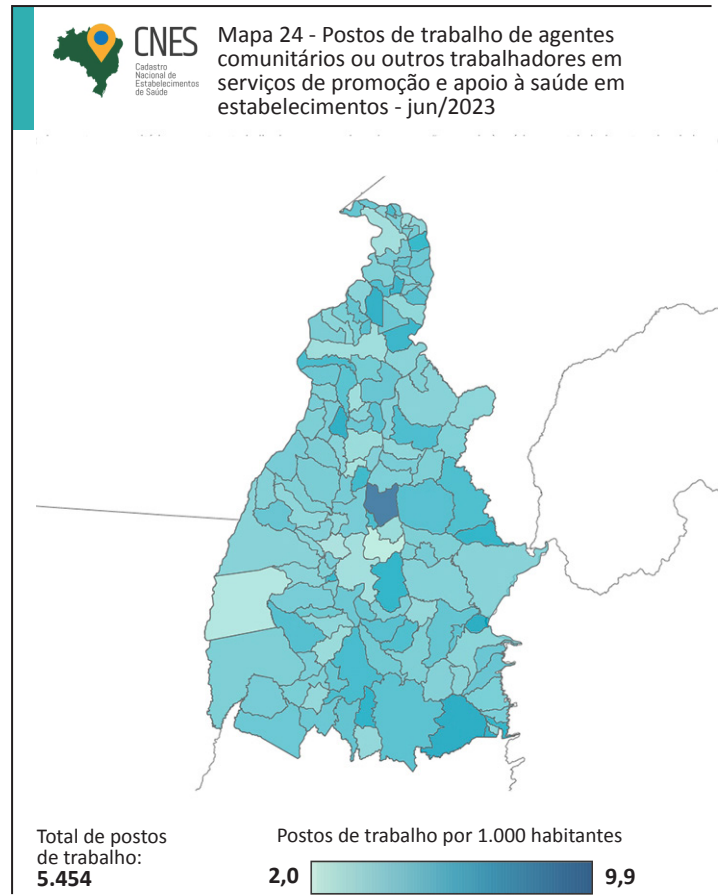 CNES
Cadastro
Nacional de
Estabelecimentos
de Saúde
Mapa 24 - Postos de trabalho de agentes
comunitários ou outros trabalhadores em
serviços de promoção e apoio à saúde em
estabelecimentos - jun/2023
Total de postos
de trabalho:
5.454
Postos de trabalho por 1.000 habitantes
2,0
9,9